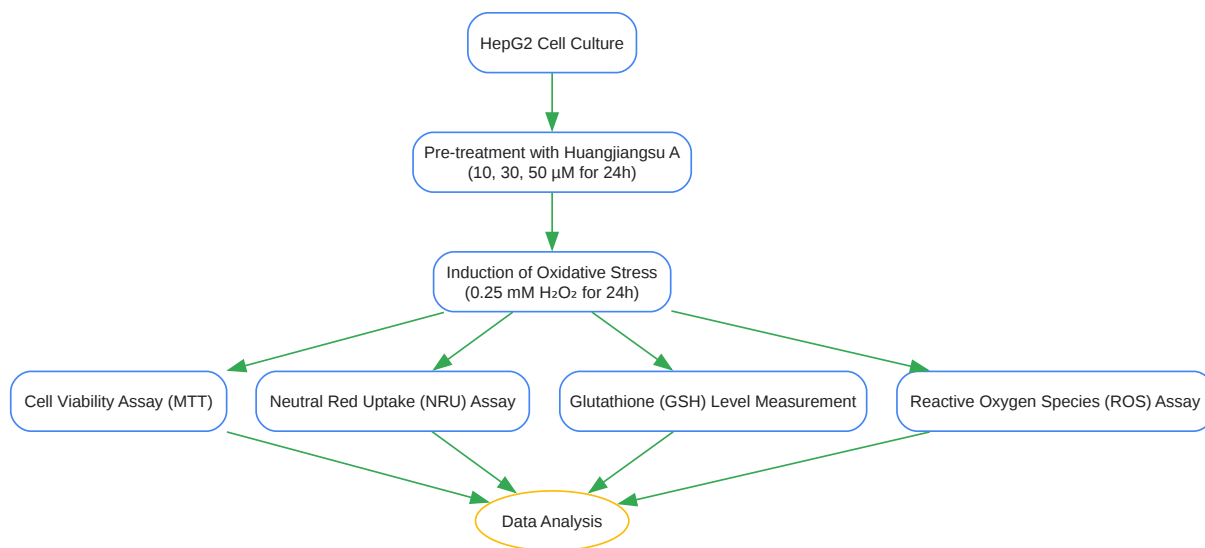 HepG2 Cell Culture
Pre-treatment with Huangjiangsu A
(10, 30, 50 µM for 24h)
Induction of Oxidative Stress
(0.25 mM H₂O₂ for 24h)
Cell Viability Assay (MTT)
Neutral Red Uptake (NRU) Assay
Glutathione (GSH) Level Measurement
Reactive Oxygen Species (ROS) Assay
Data Analysis